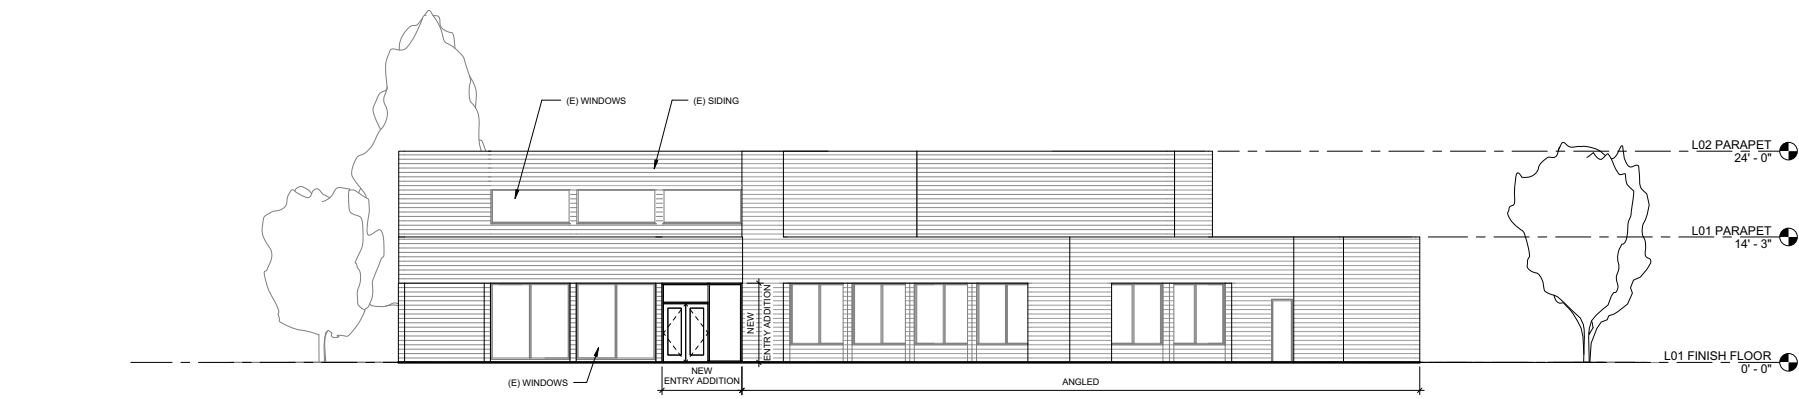 (E) WINDOWS
(E) SIDING
L02 PARAPET
24' - 0"
L01 PARAPET
14' - 3"
NEW
ENTRY ADDITION
L01 FINISH FLOOR
0' - 0"
(E) WINDOWS
NEW
ENTRY ADDITION
ANGLED